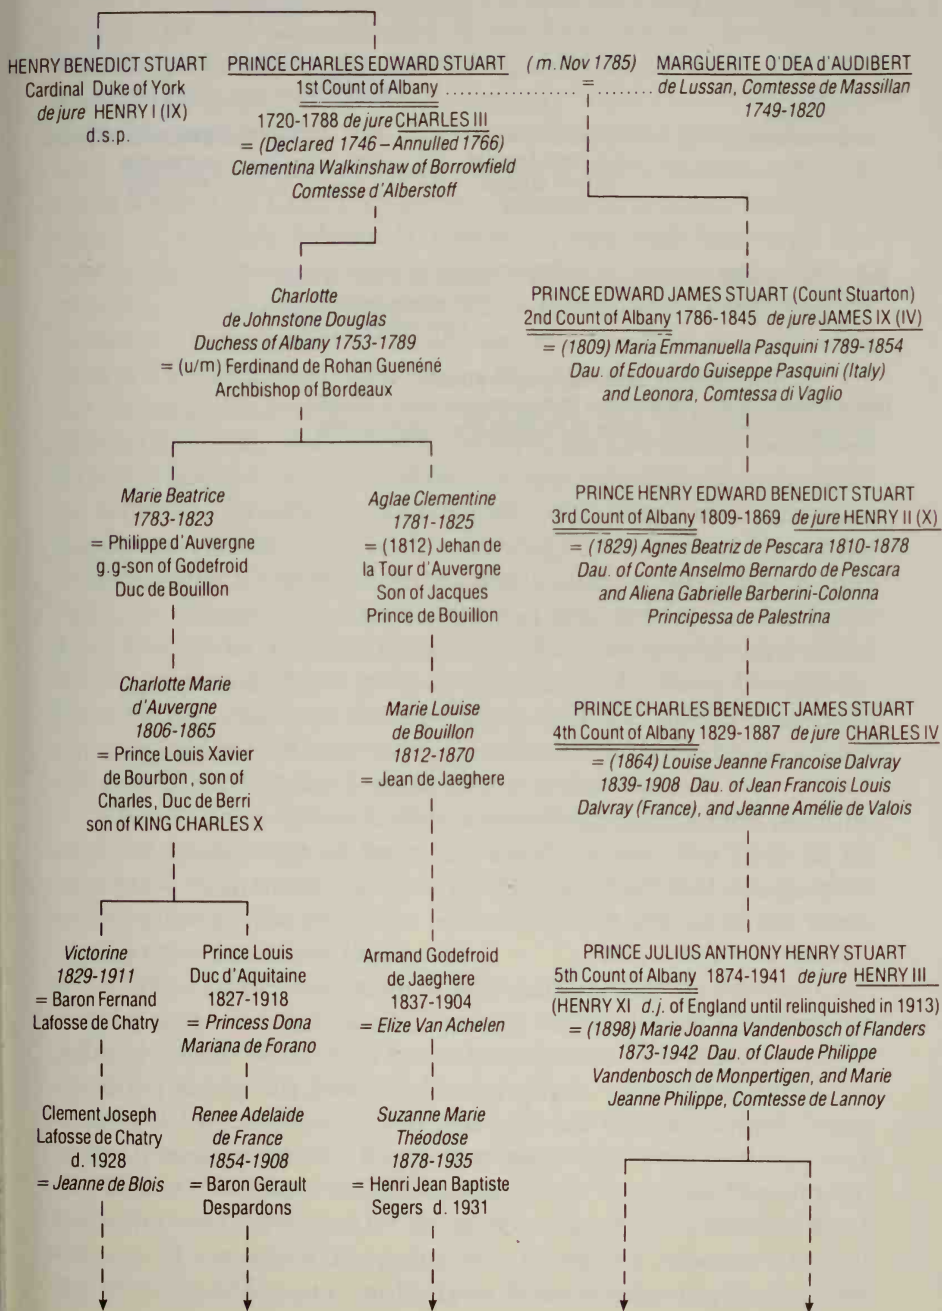 HENRY BENEDICT STUART
Cardinal Duke of York
de jure HENRY I (IX)
d.s.p.
PRINCE CHARLES EDWARD STUART
1st Count of Albany
1720-1788 de jure CHARLES III
= (Declared 1746 – Annulled 1766)
Clementina Walkinshaw of Borrowfield
Comtesse d'Alberstoff
(m. Nov 1785)
=
MARGUERITE O'DEA d'AUDIBERT
de Lussan, Comtesse de Massillan
1749-1820
Charlotte
de Johnstone Douglas
Duchess of Albany 1753-1789
= (u/m) Ferdinand de Rohan Guenéné
Archbishop of Bordeaux
PRINCE EDWARD JAMES STUART (Count Stuarton)
2nd Count of Albany 1786-1845 de jure JAMES IX (IV)
= (1809) Maria Emmanuella Pasquini 1789-1854
Dau. of Edouardo Guiseppe Pasquini (Italy)
and Leonora, Comtessa di Vaglio
Marie Beatrice
1783-1823
= Philippe d'Auvergne
g.g-son of Godefroid
Duc de Bouillon
Aglae Clementine
1781-1825
= (1812) Jehan de
la Tour d'Auvergne
Son of Jacques
Prince de Bouillon
PRINCE HENRY EDWARD BENEDICT STUART
3rd Count of Albany 1809-1869 de jure HENRY II (X)
= (1829) Agnes Beatriz de Pescara 1810-1878
Dau. of Conte Anselmo Bernardo de Pescara
and Aliena Gabrielle Barberini-Colonna
Principessa de Palestrina
Charlotte Marie
d'Auvergne
1806-1865
= Prince Louis Xavier
de Bourbon, son of
Charles, Duc de Berri
son of KING CHARLES X
Marie Louise
de Bouillon
1812-1870
= Jean de Jaeghere
PRINCE CHARLES BENEDICT JAMES STUART
4th Count of Albany 1829-1887 de jure CHARLES IV
= (1864) Louise Jeanne Francoise Dalvray
1839-1908 Dau. of Jean Francois Louis
Dalvray (France), and Jeanne Amélie de Valois
Victorine
1829-1911
= Baron Fernand
Lafosse de Chatry
Prince Louis
Duc d'Aquitaine
1827-1918
= Princess Dona
Mariana de Forano
Armand Godefroid
de Jaeghere
1837-1904
= Elize Van Achelen
PRINCE JULIUS ANTHONY HENRY STUART
5th Count of Albany 1874-1941 de jure HENRY III
(HENRY XI d.j. of England until relinquished in 1913)
= (1898) Marie Joanna Vandenbosch of Flanders
1873-1942 Dau. of Claude Philippe
Vandenbosch de Monpertigen, and Marie
Jeanne Philippe, Comtesse de Lannoy
Clement Joseph
Lafosse de Chatry
d. 1928
= Jeanne de Blois
Renee Adelaide
de France
1854-1908
= Baron Gerault
Despardons
Suzanne Marie
Théodose
1878-1935
= Henri Jean Baptiste
Segers d. 1931